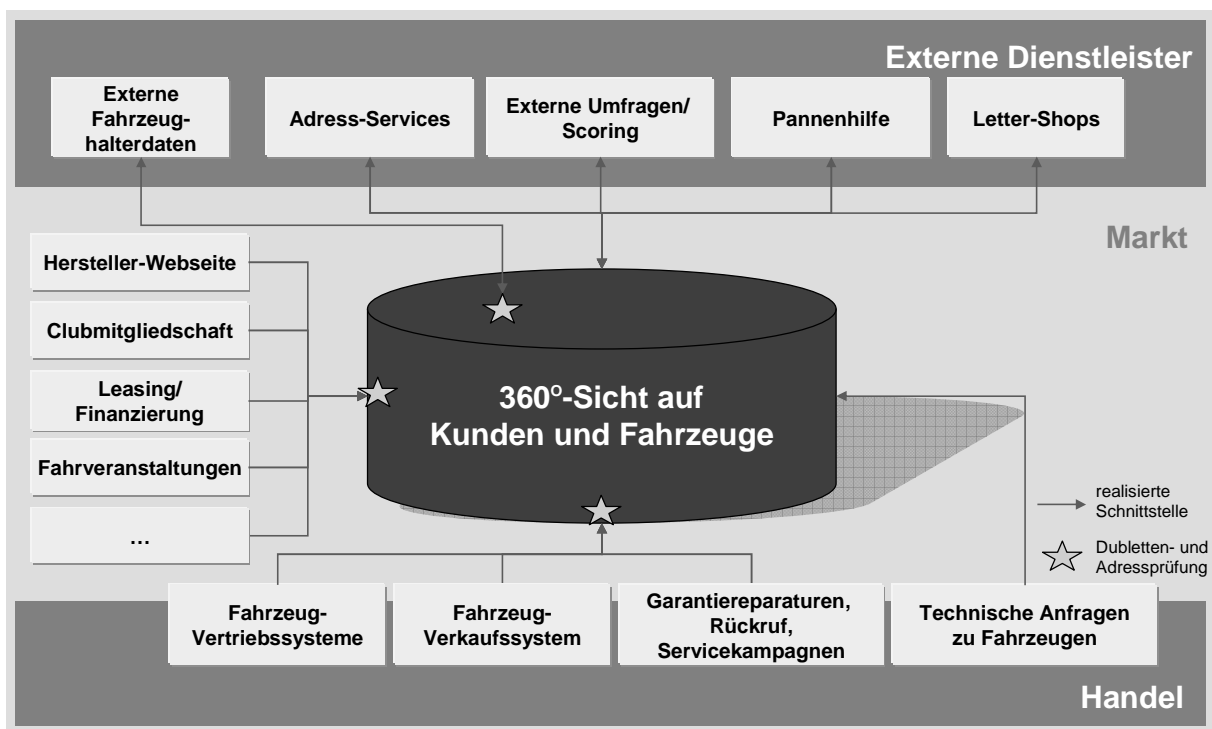 Externe Dienstleister
Externe
Fahrzeug-
halterdaten
Adress-Services
Externe Umfragen/
Scoring
Pannenhilfe
Letter-Shops
Markt
Hersteller-Webseite
Clubmitgliedschaft
Leasing/
Finanzierung
Fahrveranstaltungen
…
360°-Sicht auf
Kunden und Fahrzeuge
realisierte
Schnittstelle
Dubletten- und
Adressprüfung
Fahrzeug-
Vertriebssysteme
Fahrzeug-
Verkaufssystem
Garantiereparaturen,
Rückruf,
Servicekampagnen
Technische Anfragen
zu Fahrzeugen
Handel